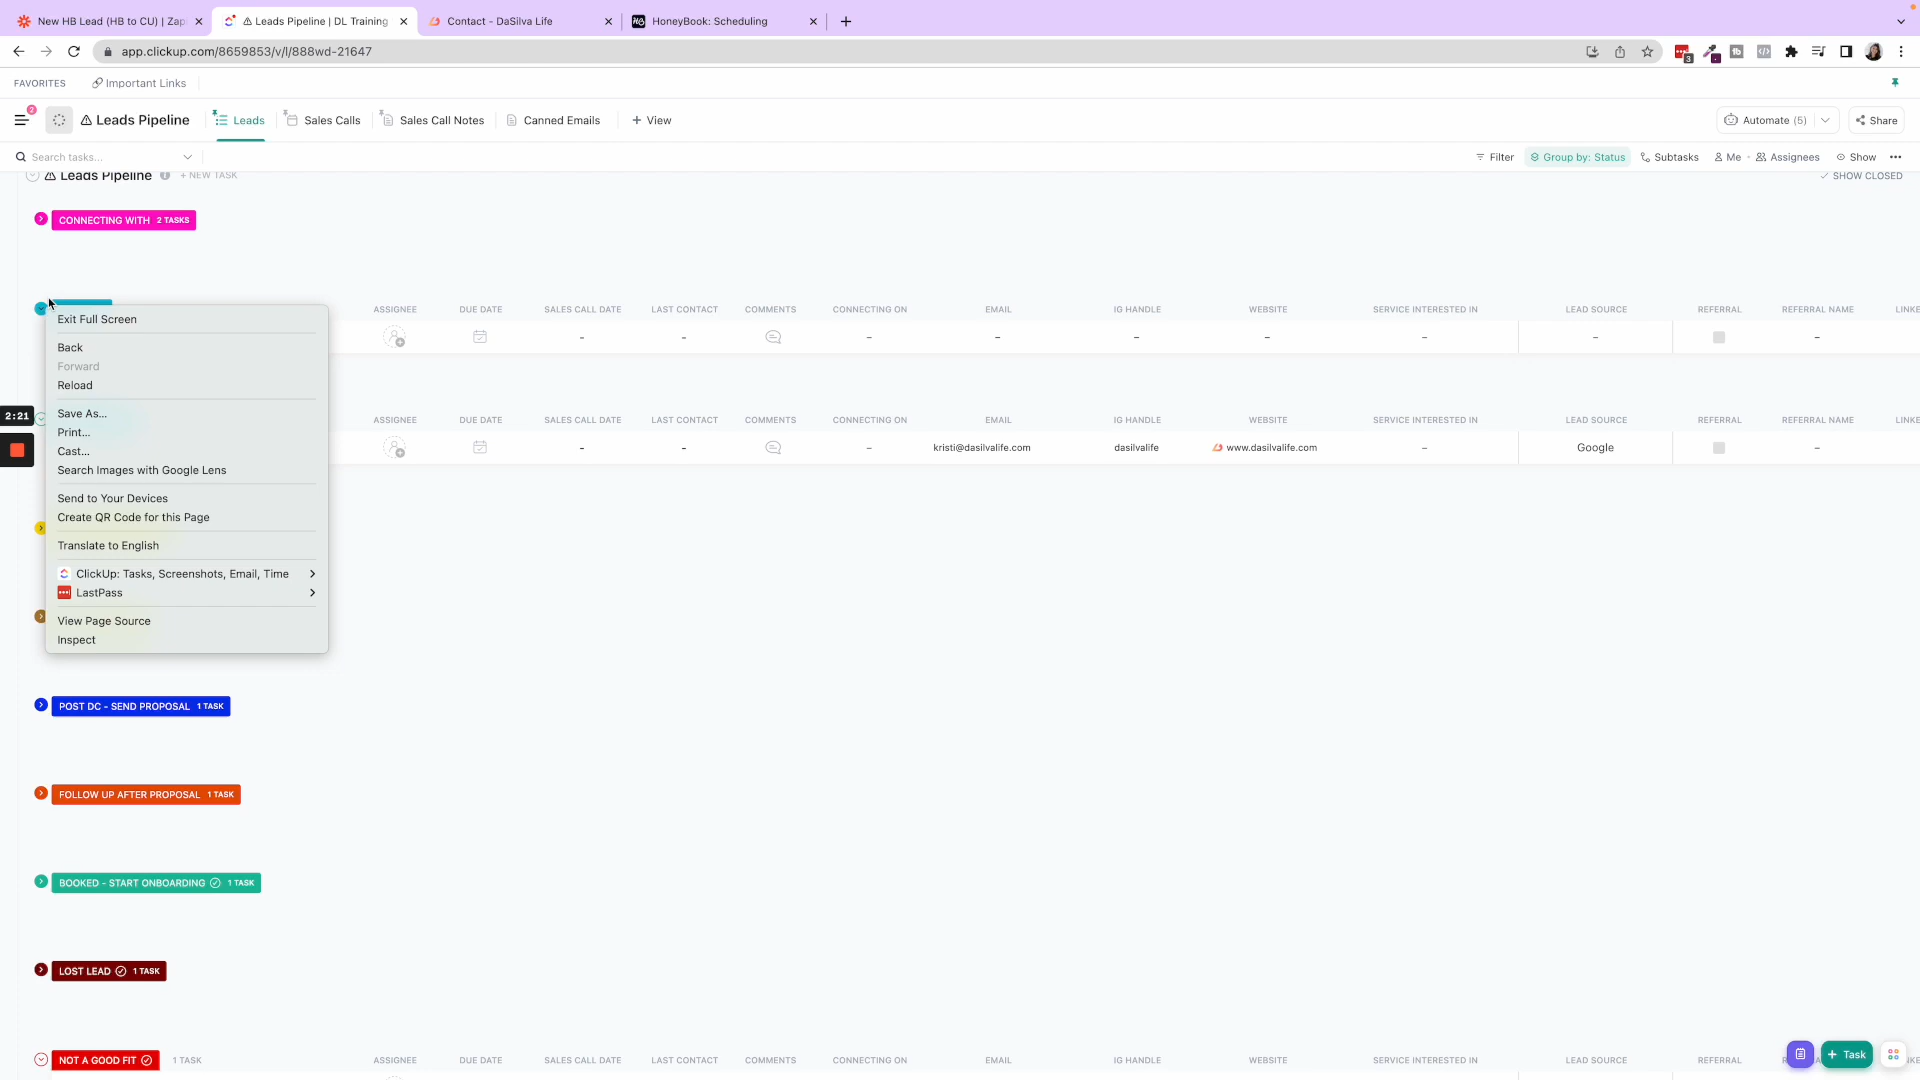 New HB Lead (HB to CU) | Zap
Leads Pipeline | DL Training
Contact - DaSilva Life
HoneyBook: Scheduling
app.clickup.com/8659853/v/l/888wd-21647
3
FAVORITES
Important Links
2
Leads Pipeline
Leads
Sales Calls
Sales Call Notes
Canned Emails
+ View
Automate (5)
Share
Search tasks...
Filter
Group by: Status
Subtasks
Me
Assignees
Show
Leads Pipeline
+ NEW TASK
SHOW CLOSED
CONNECTING WITH 2 TASKS
ASSIGNEE DUE DATE SALES CALL DATE LAST CONTACT COMMENTS CONNECTING ON EMAIL IG HANDLE WEBSITE SERVICE INTERESTED IN LEAD SOURCE REFERRAL REFERRAL NAME LINKE
- - - - - - - - -
ASSIGNEE DUE DATE SALES CALL DATE LAST CONTACT COMMENTS CONNECTING ON EMAIL IG HANDLE WEBSITE SERVICE INTERESTED IN LEAD SOURCE REFERRAL REFERRAL NAME LINKE
- - - kristi@dasilvalife.com dasilvalife www.dasilvalife.com - Google -
Exit Full Screen
Back
Forward
Reload
Save As...
Print...
Cast...
Search Images with Google Lens
Send to Your Devices
Create QR Code for this Page
Translate to English
ClickUp: Tasks, Screenshots, Email, Time
LastPass
View Page Source
Inspect
2:21
POST DC - SEND PROPOSAL 1 TASK
FOLLOW UP AFTER PROPOSAL 1 TASK
BOOKED - START ONBOARDING 1 TASK
LOST LEAD 1 TASK
NOT A GOOD FIT 1 TASK
ASSIGNEE DUE DATE SALES CALL DATE LAST CONTACT COMMENTS CONNECTING ON EMAIL IG HANDLE WEBSITE SERVICE INTERESTED IN LEAD SOURCE REFERRAL
+ Task